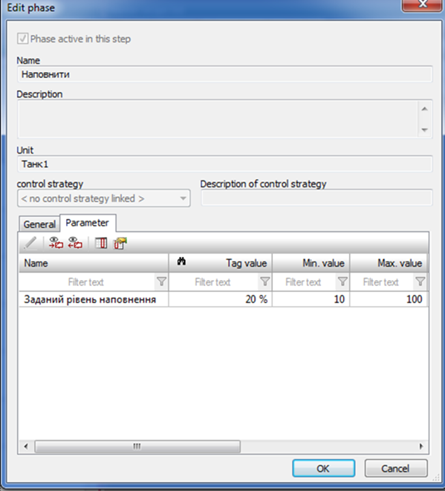 Edit phase
Phase active in this step
Name
Наповнити
Description
Unit
Танк1
control strategy Description of control strategy
< no control strategy linked >
General Parameter
Name Tag value Min. value Max. value
Filter text Filter text Filter text Filter text
Заданий рівень наповнення 20 % 10 100
OK Cancel